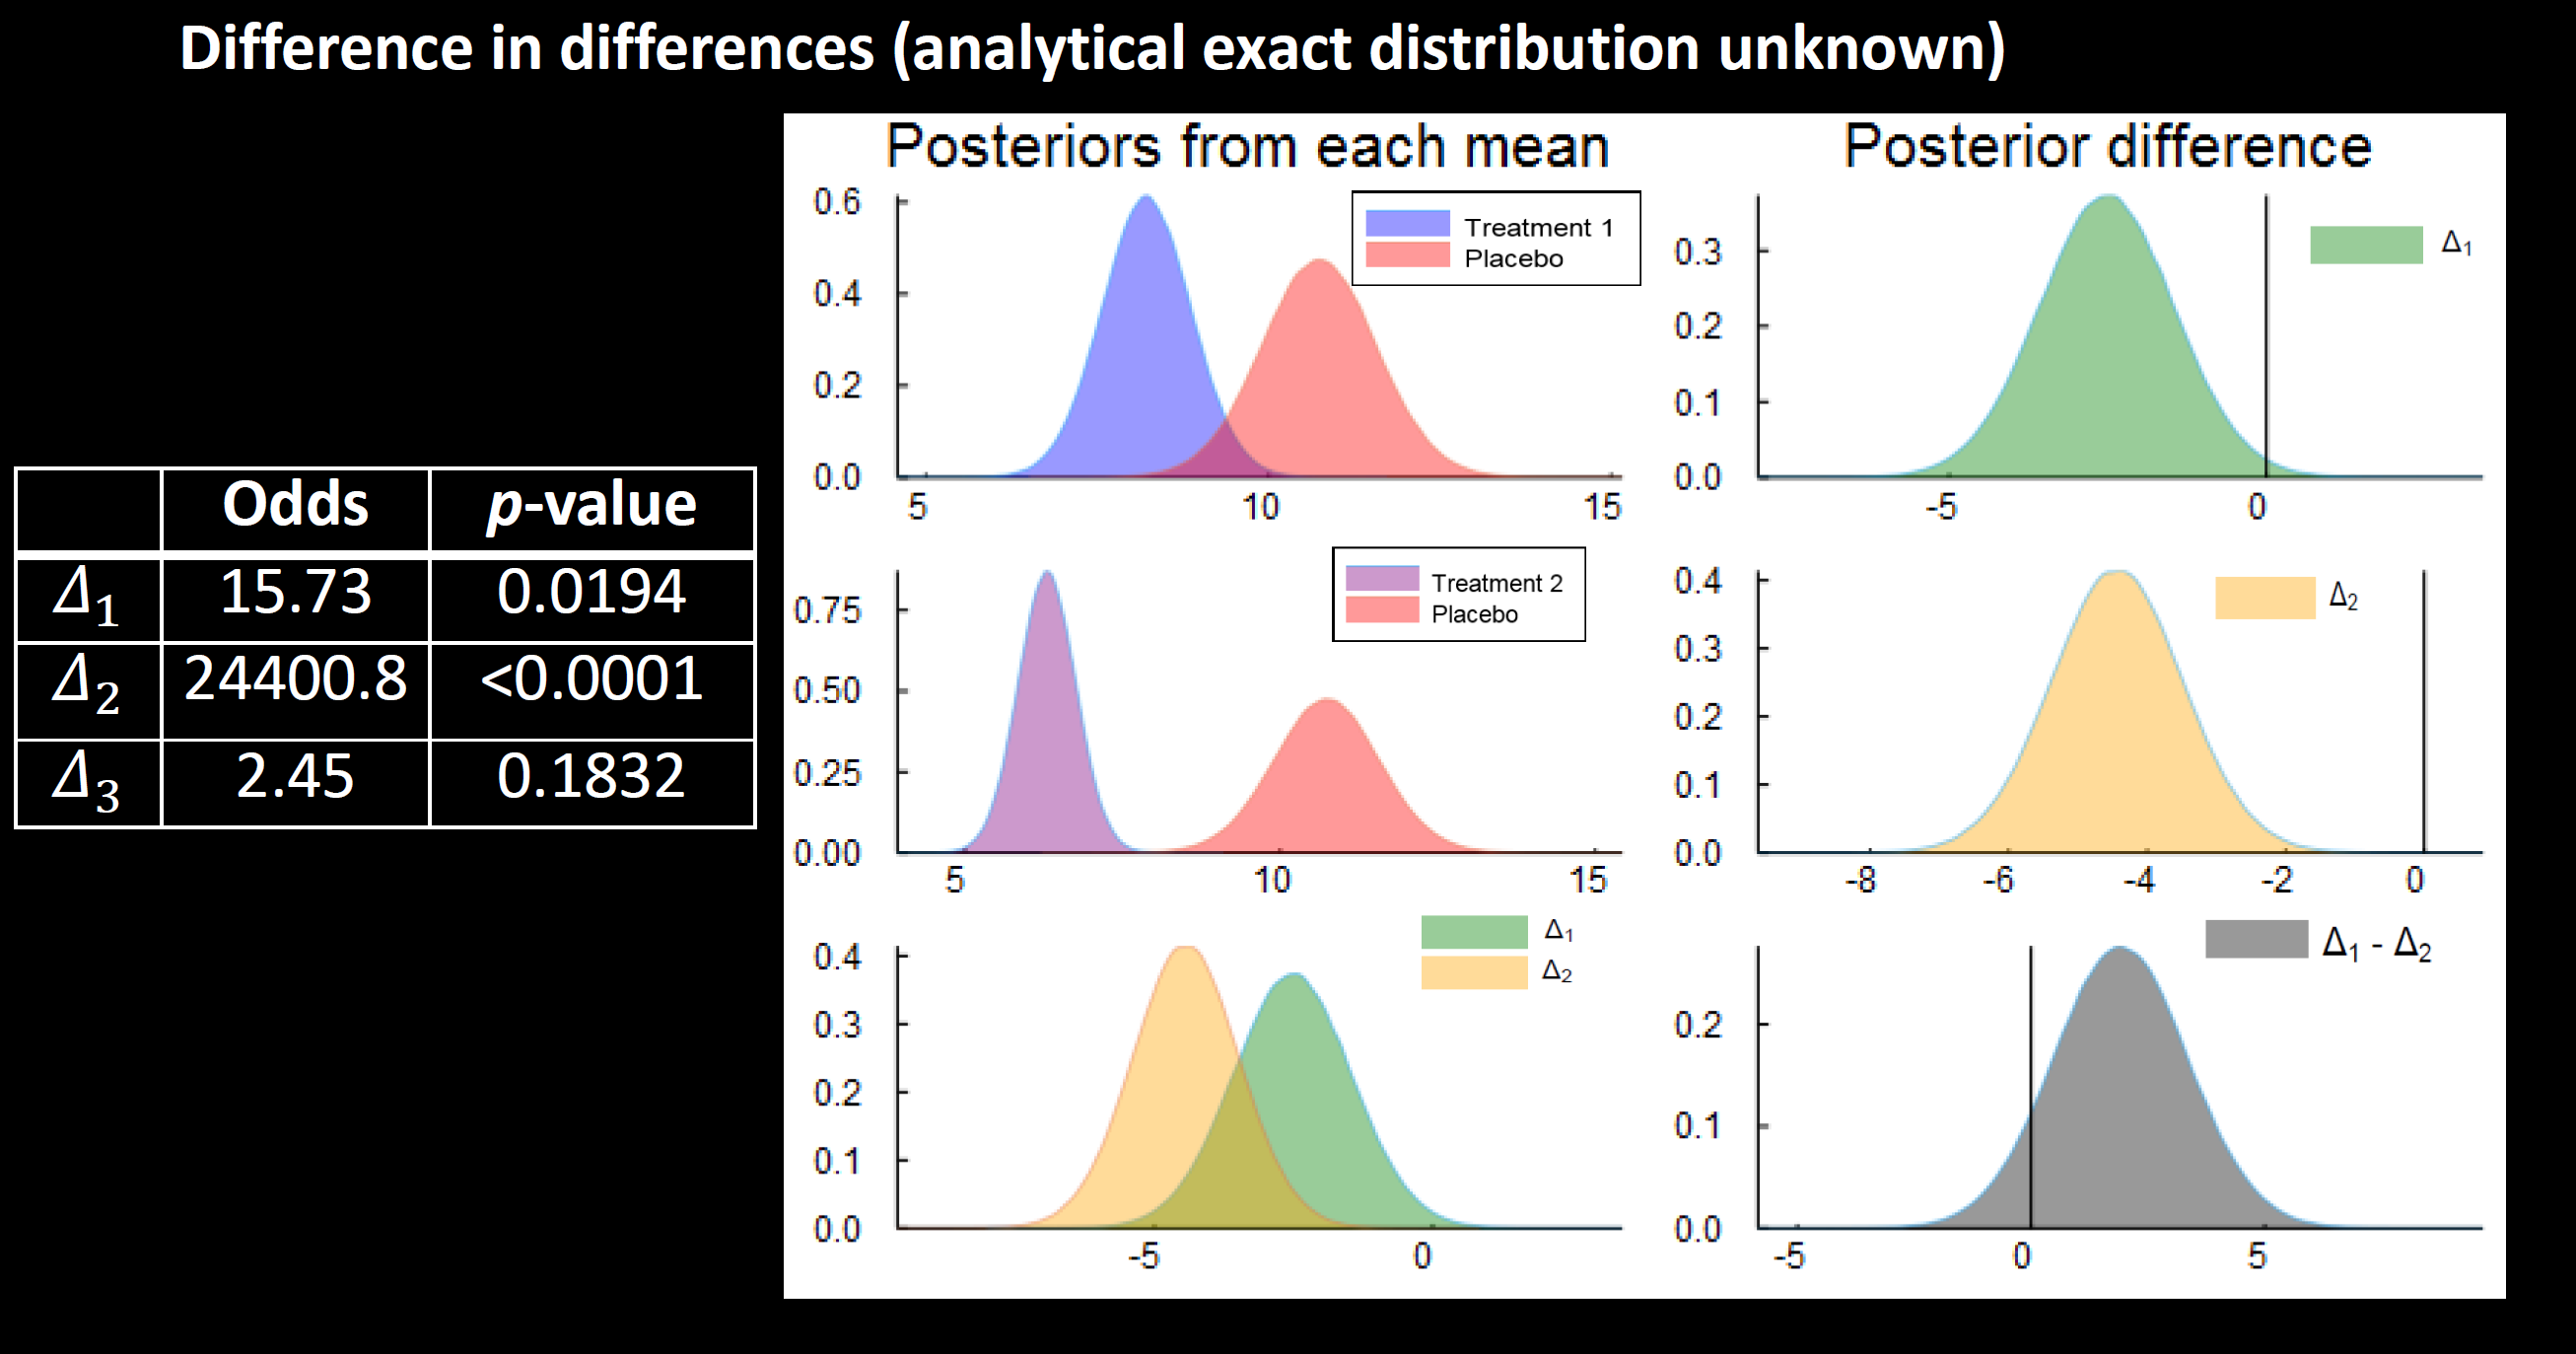 Difference in differences (analytical exact distribution unknown)
Odds p-value
Δ1 15.73 0.0194
Δ2 24400.8 <0.0001
Δ3 2.45 0.1832
Posteriors from each mean
0.6
0.4
0.2
0.0
5 10 15
Treatment 1
Placebo
Posterior difference
0.3
0.2
0.1
0.0
-5 0
Δ1
0.75
0.50
0.25
0.00
5 10 15
Treatment 2
Placebo
0.4
0.3
0.2
0.1
0.0
-8 -6 -4 -2 0
Δ2
0.4
0.3
0.2
0.1
0.0
-5 0
Δ1
Δ2
0.2
0.1
0.0
-5 0 5
Δ1 - Δ2